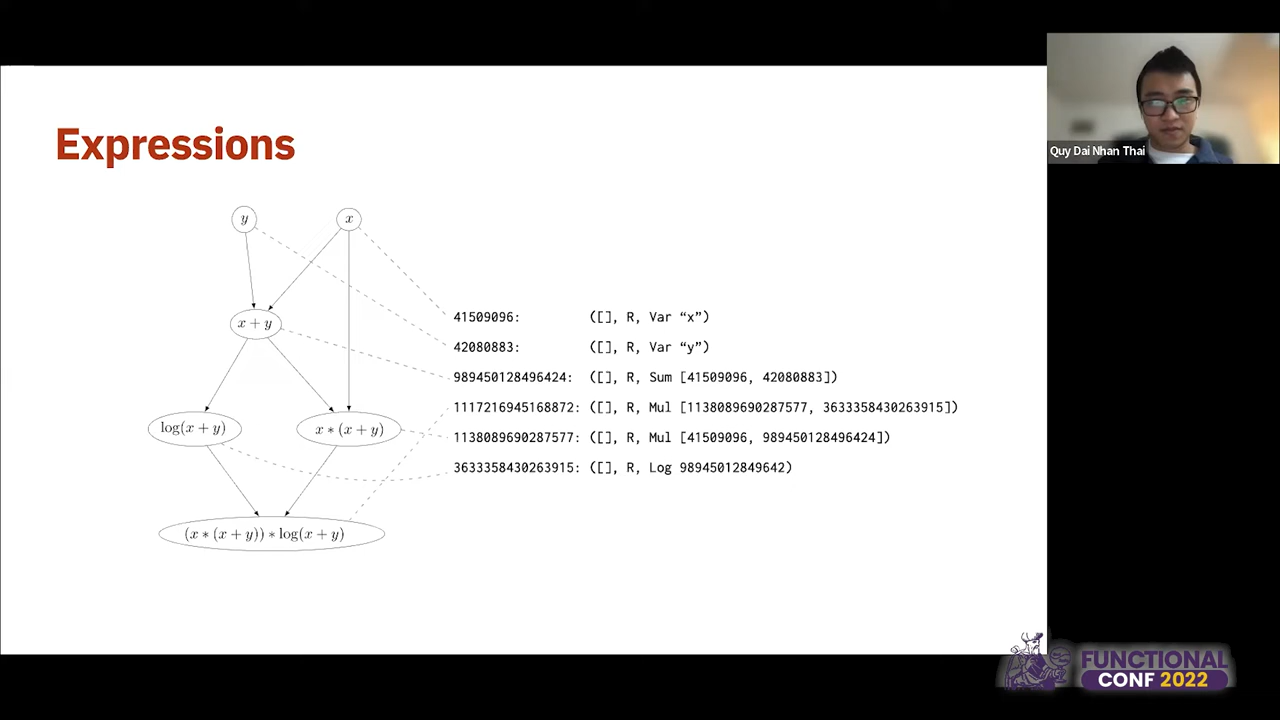 Expressions
Quy Dai Nhan Thai
y
x
x + y
log(x + y)
x * (x + y)
(x * (x + y)) * log(x + y)
41509096: ([], R, Var “x”)
42080883: ([], R, Var “y”)
989450128496424: ([], R, Sum [41509096, 42080883])
1117216945168872: ([], R, Mul [1138089690287577, 3633358430263915])
1138089690287577: ([], R, Mul [41509096, 989450128496424])
3633358430263915: ([], R, Log 98945012849642)
FUNCTIONAL
CONF 2022